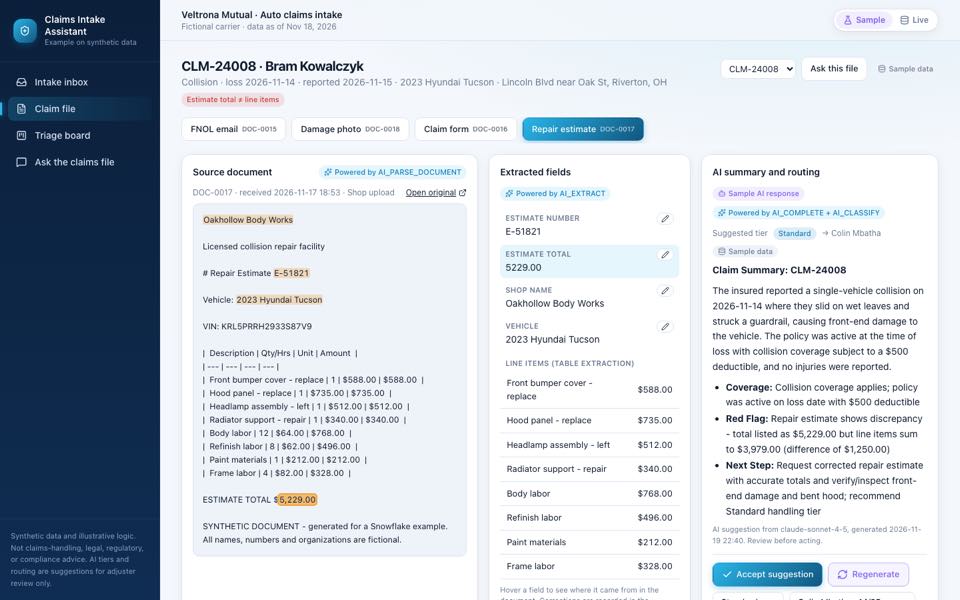 Claims Intake
Assistant
Example on synthetic data
Intake inbox
Claim file
Triage board
Ask the claims file
Synthetic data and illustrative logic.
Not claims-handling, legal, regulatory,
or compliance advice. AI tiers and
routing are suggestions for adjuster
review only.
Veltrona Mutual · Auto claims intake
Fictional carrier · data as of Nov 18, 2026
Sample
Live
CLM-24008 · Bram Kowalczyk
Collision · loss 2026-11-14 · reported 2026-11-15 · 2023 Hyundai Tucson · Lincoln Blvd near Oak St, Riverton, OH
Estimate total ≠ line items
CLM-24008
Ask this file
Sample data
FNOL email DOC-0015
Damage photo DOC-0018
Claim form DOC-0016
Repair estimate DOC-0017
Source document
Powered by AI_PARSE_DOCUMENT
DOC-0017 · received 2026-11-17 18:53 · Shop upload
Open original
Oakhollow Body Works
Licensed collision repair facility
# Repair Estimate E-51821
Vehicle: 2023 Hyundai Tucson
VIN: KRL5PRRH2933S87V9
| Description | Qty/Hrs | Unit | Amount |
| --- | --- | --- | --- |
| Front bumper cover - replace | 1 | $588.00 | $588.00 |
| Hood panel - replace | 1 | $735.00 | $735.00 |
| Headlamp assembly - left | 1 | $512.00 | $512.00 |
| Radiator support - repair | 1 | $340.00 | $340.00 |
| Body labor | 12 | $64.00 | $768.00 |
| Refinish labor | 8 | $62.00 | $496.00 |
| Paint materials | 1 | $212.00 | $212.00 |
| Frame labor | 4 | $82.00 | $328.00 |
ESTIMATE TOTAL $5,229.00
SYNTHETIC DOCUMENT - generated for a Snowflake example.
All names, numbers and organizations are fictional.
Extracted fields
Powered by AI_EXTRACT
ESTIMATE NUMBER
E-51821
ESTIMATE TOTAL
5229.00
SHOP NAME
Oakhollow Body Works
VEHICLE
2023 Hyundai Tucson
LINE ITEMS (TABLE EXTRACTION)
Front bumper cover -
replace $588.00
Hood panel - replace $735.00
Headlamp assembly - left $512.00
Radiator support - repair $340.00
Body labor $768.00
Refinish labor $496.00
Paint materials $212.00
Frame labor $328.00
Hover a field to see where it came from in the
AI summary and routing
Sample AI response
Powered by AI_COMPLETE + AI_CLASSIFY
Suggested tier Standard → Colin Mbatha
Sample data
Claim Summary: CLM-24008
The insured reported a single-vehicle collision on
2026-11-14 where they slid on wet leaves and
struck a guardrail, causing front-end damage to
the vehicle. The policy was active at the time of
loss with collision coverage subject to a $500
deductible, and no injuries were reported.
• Coverage: Collision coverage applies; policy
was active on loss date with $500 deductible
• Red Flag: Repair estimate shows discrepancy
- total listed as $5,229.00 but line items sum
to $3,979.00 (difference of $1,250.00)
• Next Step: Request corrected repair estimate
with accurate totals and verify/inspect front-
end damage and bent hood; recommend
Standard handling tier
AI suggestion from claude-sonnet-4-5, generated 2026-11-
19 22:40. Review before acting.
Accept suggestion
Regenerate